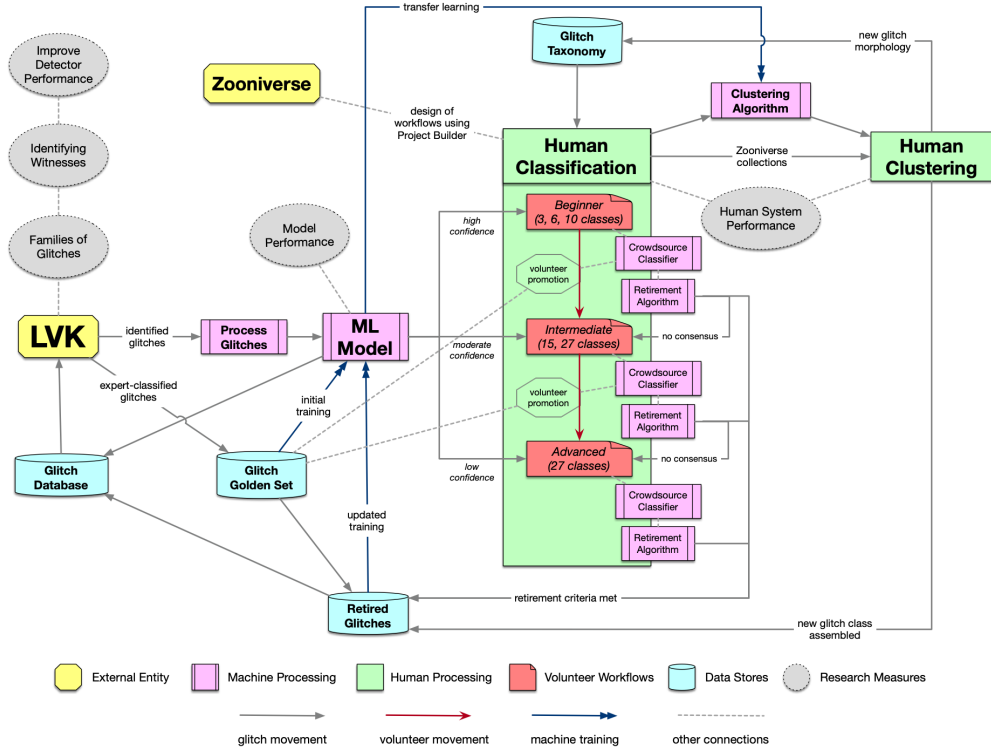 transfer learning
Improve
Detector
Performance
Glitch
Taxonomy
new glitch
morphology
Zooniverse
Clustering
Algorithm
design of
workflows using
Project Builder
Identifying
Witnesses
Human
Classification
Zooniverse
collections
Human
Clustering
Beginner
(3, 6, 10 classes)
Human System
Performance
high
confidence
Model
Performance
Families of
Glitches
Crowdsource
Classifier
volunteer
promotion
Retirement
Algorithm
LVK
identified
glitches
Process
Glitches
ML
Model
moderate
confidence
Intermediate
(15, 27 classes)
no consensus
Crowdsource
Classifier
expert-classified
glitches
initial
training
volunteer
promotion
Retirement
Algorithm
Advanced
(27 classes)
no consensus
low
confidence
Glitch
Database
Glitch
Golden Set
Crowdsource
Classifier
updated
training
Retirement
Algorithm
retirement criteria met
Retired
Glitches
new glitch class
assembled
External Entity
Machine Processing
Human Processing
Volunteer Workflows
Data Stores
Research Measures
glitch movement
volunteer movement
machine training
other connections